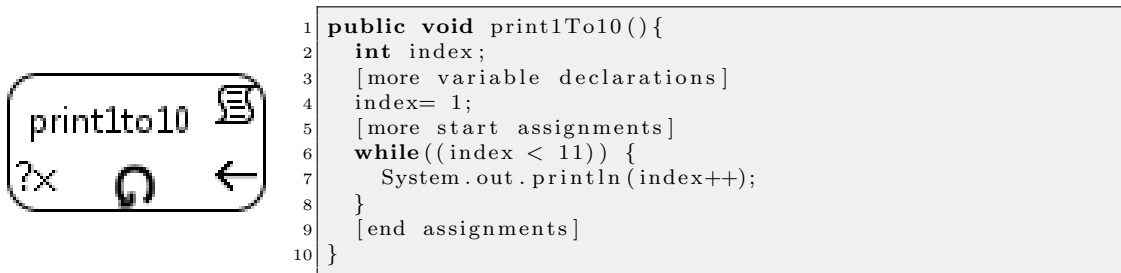 print1to10
?x
1 public void print1To10(){
2 int index;
3 [more variable declarations]
4 index= 1;
5 [more start assignments]
6 while((index < 11)) {
7 System.out.println(index++);
8 }
9 [end assignments]
10 }